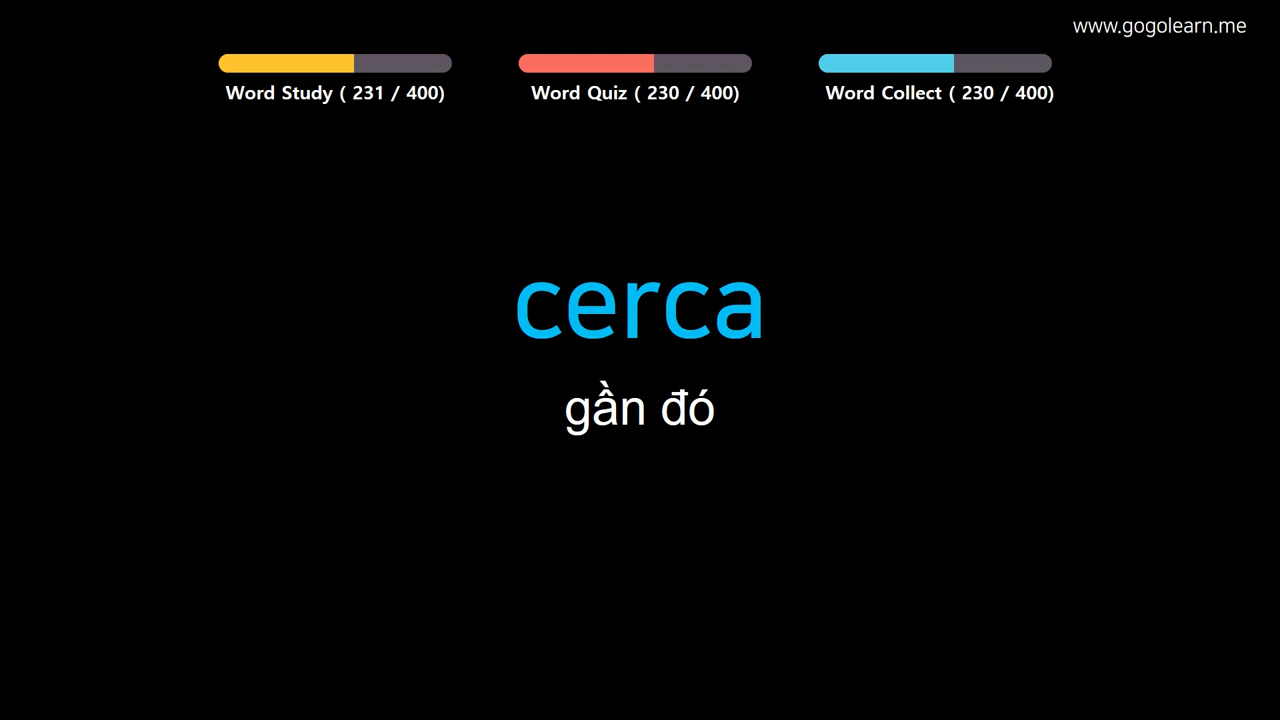 www.gogolearn.me
Word Study ( 231 / 400)
Word Quiz ( 230 / 400)
Word Collect ( 230 / 400)
cerca
gần đó